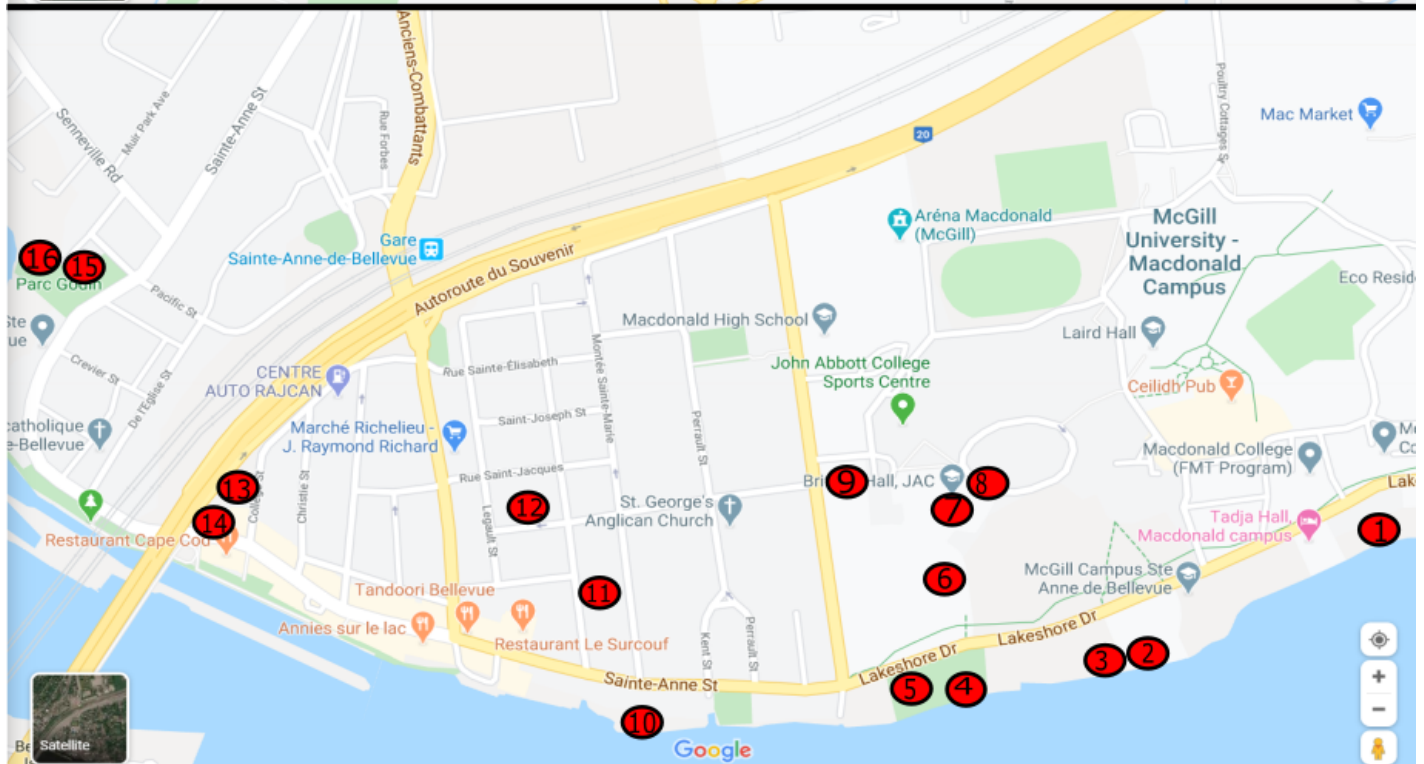 Senneville Rd
Muir Park Ave
Sainte-Anne St
Rue Forbes
Anciens-Combattants
Poultry Cottages S
Mac Market
20
Aréna Macdonald
(McGill)
McGill
University -
Macdonald
Campus
Gare
Sainte-Anne-de-Bellevue
16
15
Parc Gouin
Pacific St
Autoroute du Souvenir
Eco Reside
Ste
ue
Crevier St
De l'Eglise St
CENTRE
AUTO RAJCAN
Macdonald High School
Laird Hall
Rue Sainte-Élisabeth
Montée Sainte-Marie
John Abbott College
Sports Centre
Ceilidh Pub
catholique
e-Bellevue
Marché Richelieu -
J. Raymond Richard
Saint-Joseph St
Perrault St
Macdonald College
(FMT Program)
Rue Saint-Jacques
13
14
College St
Christie St
Legault St
12
St. George's
Anglican Church
9
Hall, JAC
8
7
Tadja Hall,
Macdonald campus
1
Restaurant Cape Cod
6
McGill Campus Ste
Anne de Bellevue
Tandoori Bellevue
11
Annies sur le lac
Restaurant Le Surcouf
Kent St
Perrault St
Lakeshore Dr
Lakeshore Dr
3
2
Sainte-Anne St
5
4
10
Satellite
Google